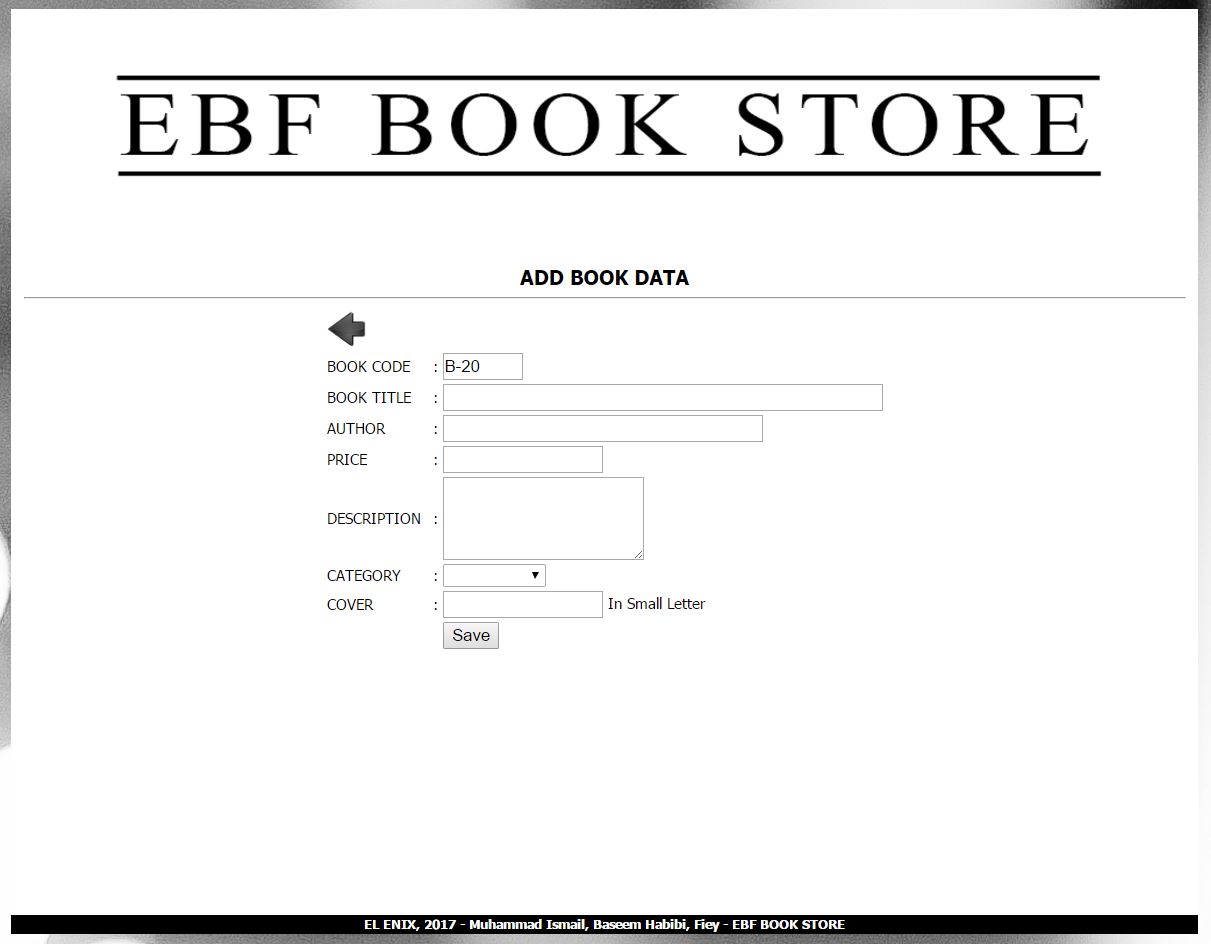 EBF BOOK STORE
ADD BOOK DATA
BOOK CODE : B-20
BOOK TITLE :
AUTHOR :
PRICE :
DESCRIPTION :
CATEGORY :
COVER : In Small Letter
Save
EL ENIX, 2017 - Muhammad Ismail, Baseem Habibi, Fiey - EBF BOOK STORE